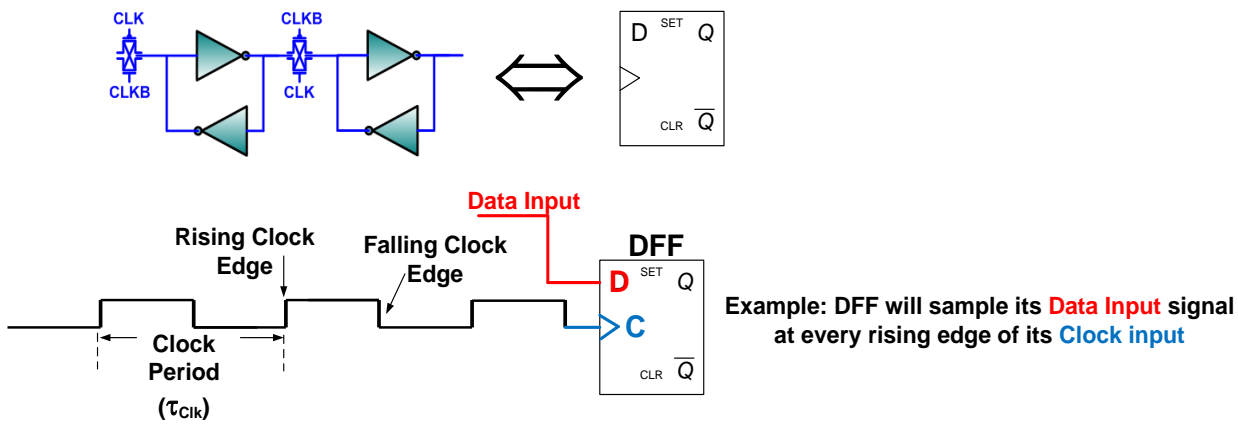 CLK
CLKB
D SET Q
CLKB
CLK
CLR Q
Data Input
Rising Clock
Edge
Falling Clock
Edge
DFF
D SET Q
C
Example: DFF will sample its Data Input signal
at every rising edge of its Clock input
Clock
Period
(τClk)
CLR Q